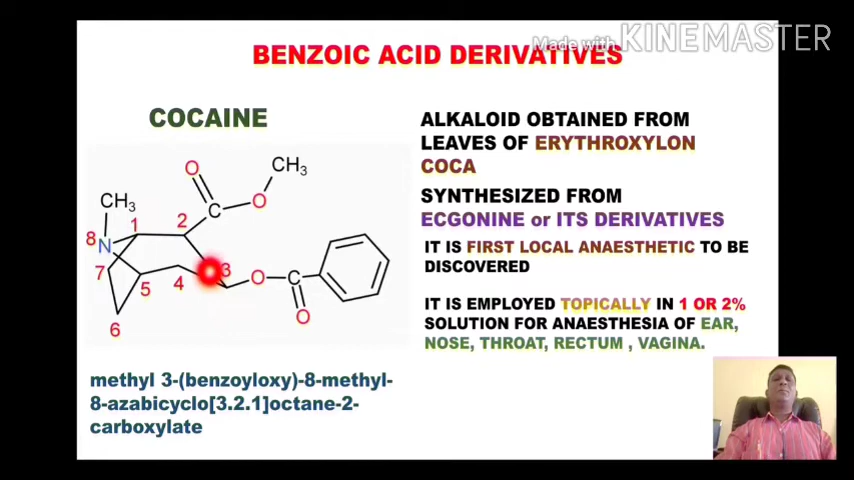 Made with KINEMASTER
BENZOIC ACID DERIVATIVES
COCAINE
O
CH3
CH3
2
C
O
1
8
N
3
7
O
C
5
4
6
O
methyl 3-(benzoyloxy)-8-methyl-
8-azabicyclo[3.2.1]octane-2-
carboxylate
ALKALOID OBTAINED FROM
LEAVES OF ERYTHROXYLON
COCA
SYNTHESIZED FROM
ECGONINE or ITS DERIVATIVES
IT IS FIRST LOCAL ANAESTHETIC TO BE
DISCOVERED
IT IS EMPLOYED TOPICALLY IN 1 OR 2%
SOLUTION FOR ANAESTHESIA OF EAR,
NOSE, THROAT, RECTUM , VAGINA.